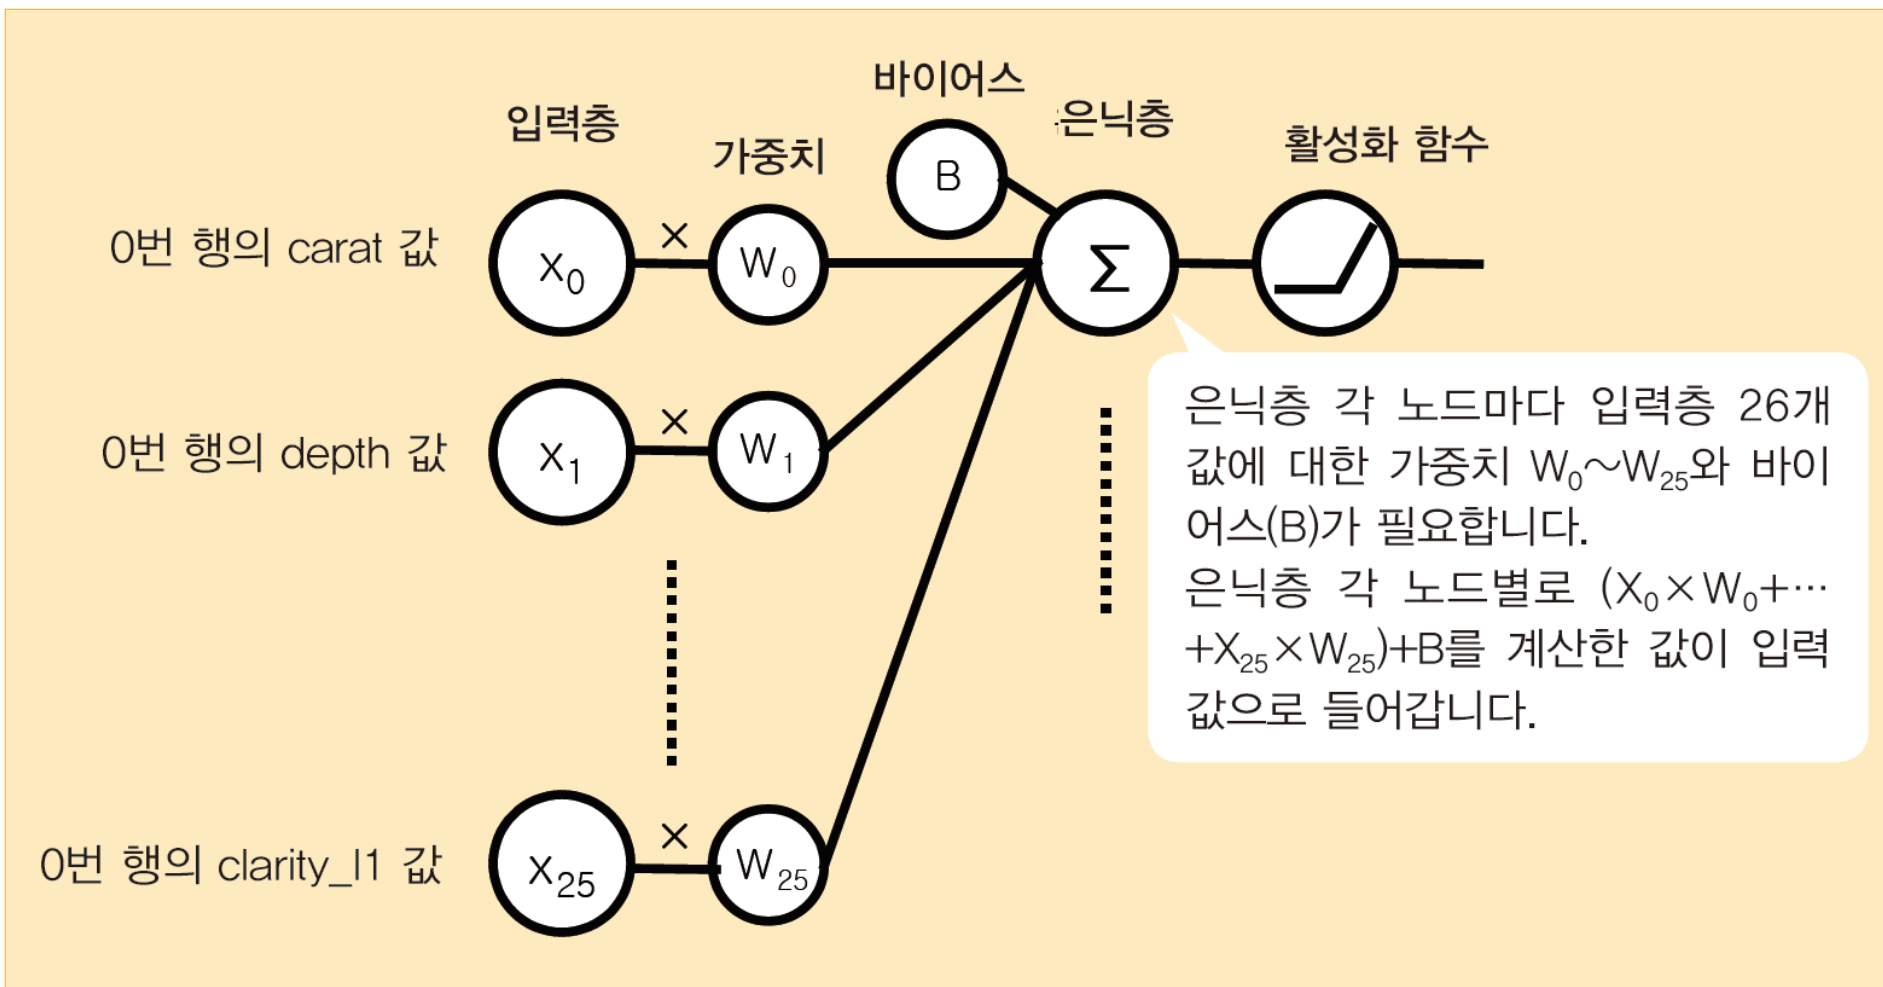 바이어스
입력층
은닉층
가중치
활성화 함수
B
0번 행의 carat 값
X₀
×
W₀
Σ
0번 행의 depth 값
X₁
×
W₁
은닉층 각 노드마다 입력층 26개
값에 대한 가중치 W₀~W₂₅와 바이
어스(B)가 필요합니다.
은닉층 각 노드별로 (X₀×W₀+…
+X₂₅×W₂₅)+B를 계산한 값이 입력
값으로 들어갑니다.
0번 행의 clarity_I1 값
X₂₅
×
W₂₅